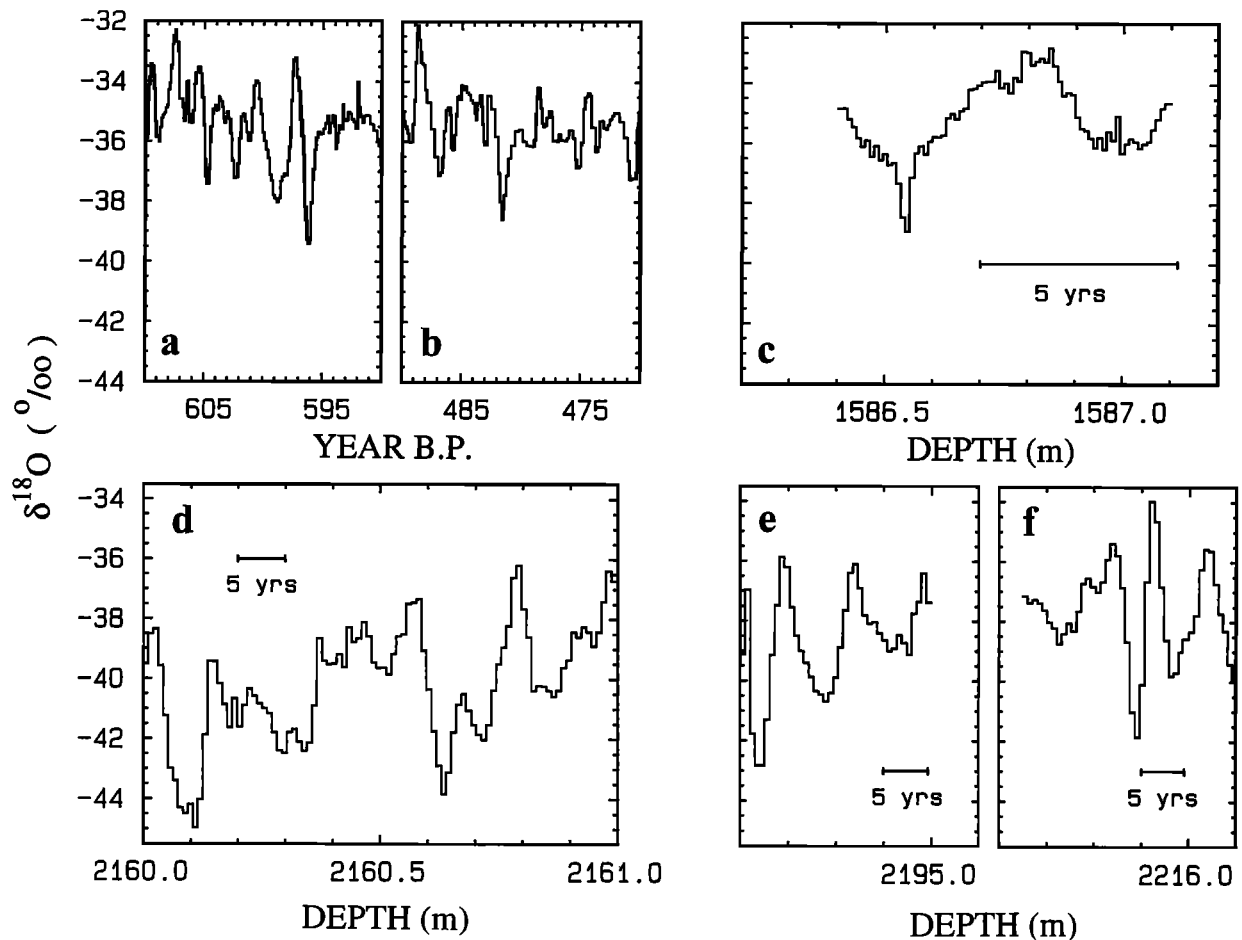 −32
−34
−36
−38
−40
−42
−44
a
b
605 595
485 475
YEAR B.P.
δ¹⁸O ( °/oo )
c
5 yrs
1586.5 1587.0
DEPTH (m)
−34
−36
−38
−40
−42
−44
d
5 yrs
2160.0 2160.5 2161.0
DEPTH (m)
e
5 yrs
2195.0
f
5 yrs
2216.0
DEPTH (m)